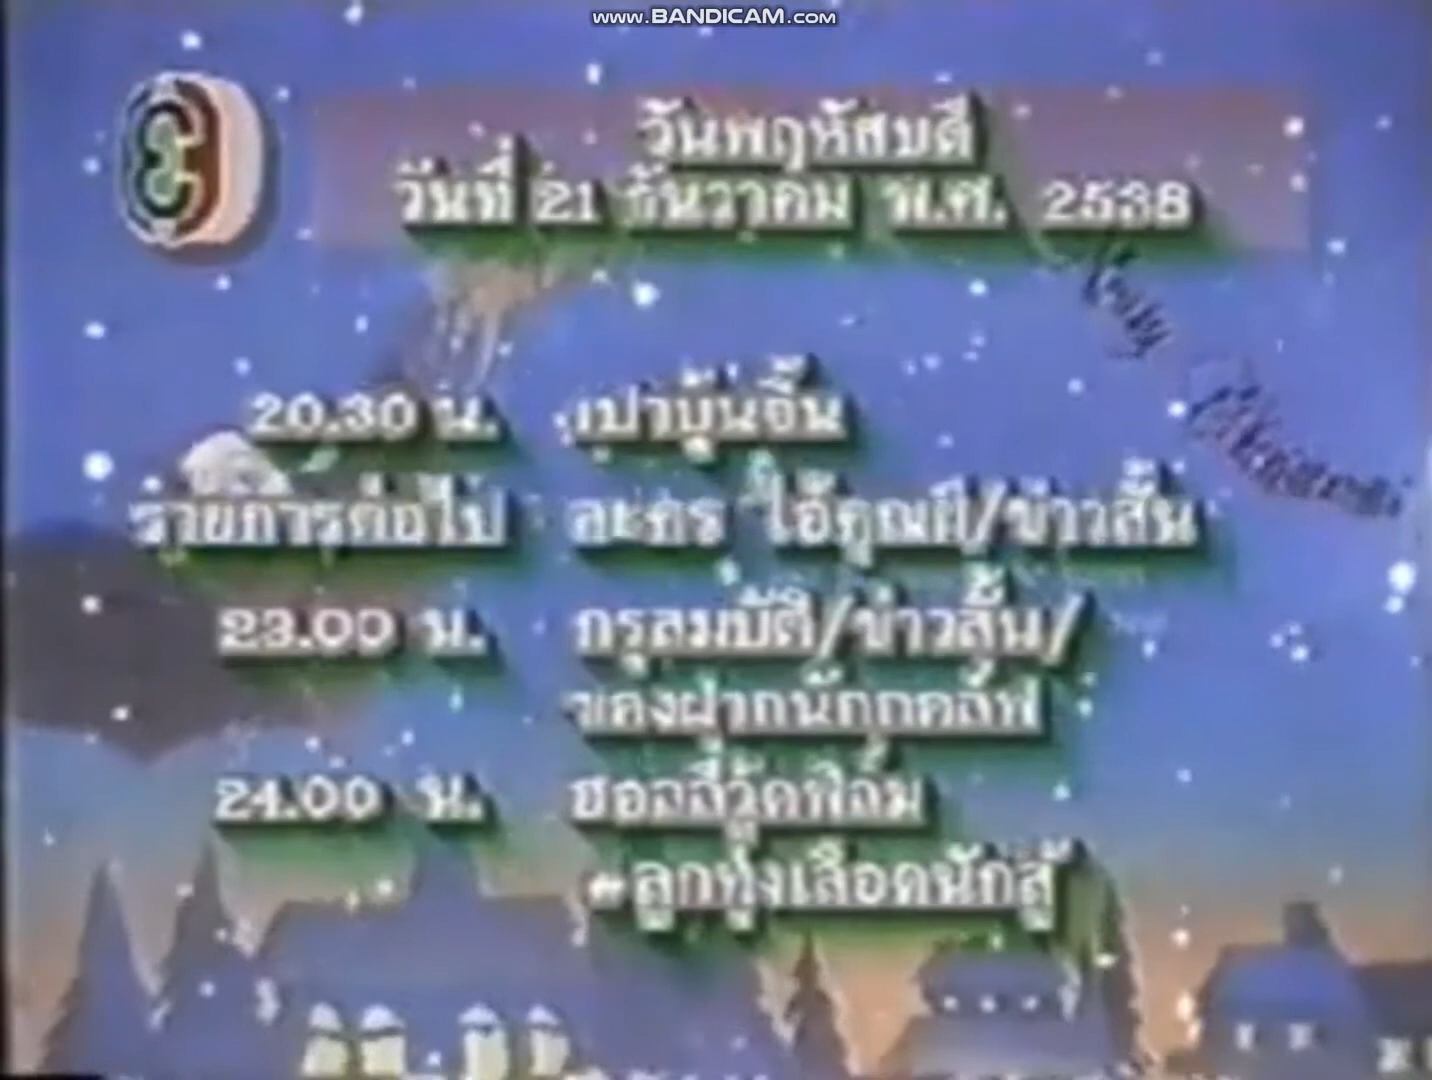 www.BANDICAM.com
วันพฤหัสบดี
วันที่ 21 ธันวาคม พ.ศ. 2538
Merry Christmas
20.30 น. เปาบุ้นจิ้น
รายการต่อไป ละคร ไอ้คุณผี/ข่าวสั้น
23.00 น. กรุสมบัติ/ข่าวสั้น/
ของฝากนักกอล์ฟ
24.00 น. ฮอลลีวู้ดฟิล์ม
-ลูกทุ่งเลือดนักสู้